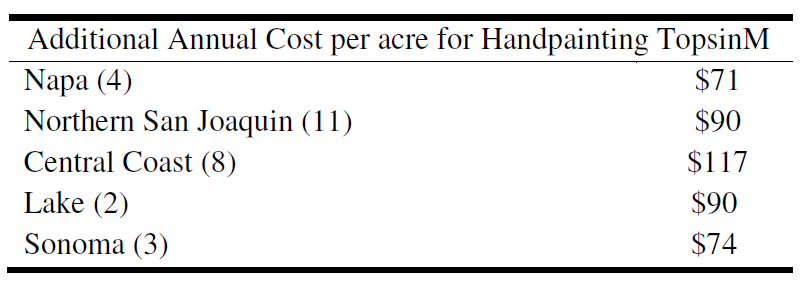 Additional Annual Cost per acre for Handpainting TopsinM
Napa (4) $71
Northern San Joaquin (11) $90
Central Coast (8) $117
Lake (2) $90
Sonoma (3) $74